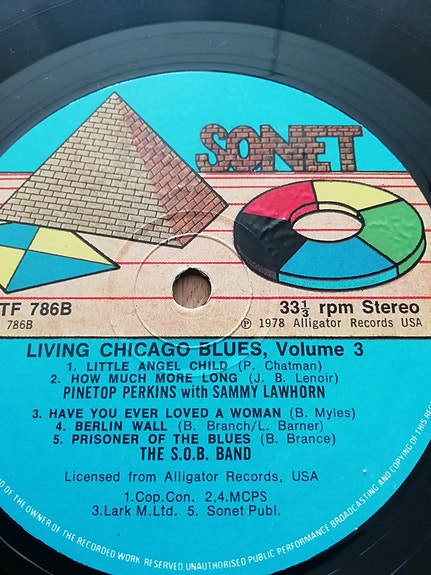 SONET
TF 786B
786B
33 1/3 rpm Stereo
℗ 1978 Alligator Records USA
LIVING CHICAGO BLUES, Volume 3
1. LITTLE ANGEL CHILD (P. Chatman)
2. HOW MUCH MORE LONG (J. B. Lenoir)
PINETOP PERKINS with SAMMY LAWHORN
3. HAVE YOU EVER LOVED A WOMAN (B. Myles)
4. BERLIN WALL (B. Branch/L. Barner)
5. PRISONER OF THE BLUES (B. Brance)
THE S.O.B. BAND
Licensed from Alligator Records, USA
1.Cop.Con. 2,4.MCPS
3.Lark M.Ltd. 5. Sonet Publ.
OF THE OWNER OF THE RECORDED WORK RESERVED.UNAUTHORISED PUBLIC PERFORMANCE BROADCASTING AND COPYING OF THIS